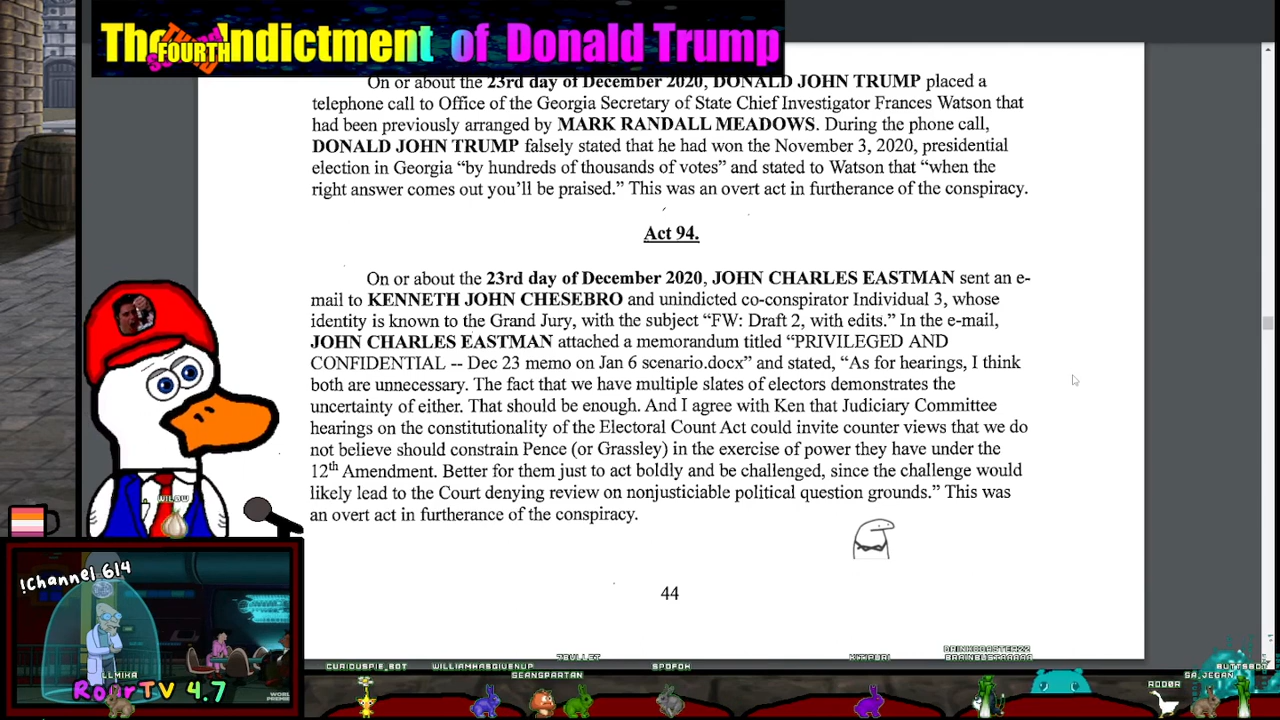 The FOURTH Indictment of Donald Trump
On or about the 23rd day of December 2020, DONALD JOHN TRUMP placed a
telephone call to Office of the Georgia Secretary of State Chief Investigator Frances Watson that
had been previously arranged by MARK RANDALL MEADOWS. During the phone call,
DONALD JOHN TRUMP falsely stated that he had won the November 3, 2020, presidential
election in Georgia “by hundreds of thousands of votes” and stated to Watson that “when the
right answer comes out you’ll be praised.” This was an overt act in furtherance of the conspiracy.
Act 94.
On or about the 23rd day of December 2020, JOHN CHARLES EASTMAN sent an e-
mail to KENNETH JOHN CHESEBRO and unindicted co-conspirator Individual 3, whose
identity is known to the Grand Jury, with the subject “FW: Draft 2, with edits.” In the e-mail,
JOHN CHARLES EASTMAN attached a memorandum titled “PRIVILEGED AND
CONFIDENTIAL -- Dec 23 memo on Jan 6 scenario.docx” and stated, “As for hearings, I think
both are unnecessary. The fact that we have multiple slates of electors demonstrates the
uncertainty of either. That should be enough. And I agree with Ken that Judiciary Committee
hearings on the constitutionality of the Electoral Count Act could invite counter views that we do
not believe should constrain Pence (or Grassley) in the exercise of power they have under the
12th Amendment. Better for them just to act boldly and be challenged, since the challenge would
likely lead to the Court denying review on nonjusticiable political question grounds.” This was
an overt act in furtherance of the conspiracy.
44
WILOW
!Channel 614
LLMIKA
RourTV 4.7
CURIOUSPIE_BOT
WILLIAMHASGIVENUP
SEANSPARTAN
7BULLET
SPOFOH
DRINKCOASTER22
BUTTSBOT
SA_JEGAN